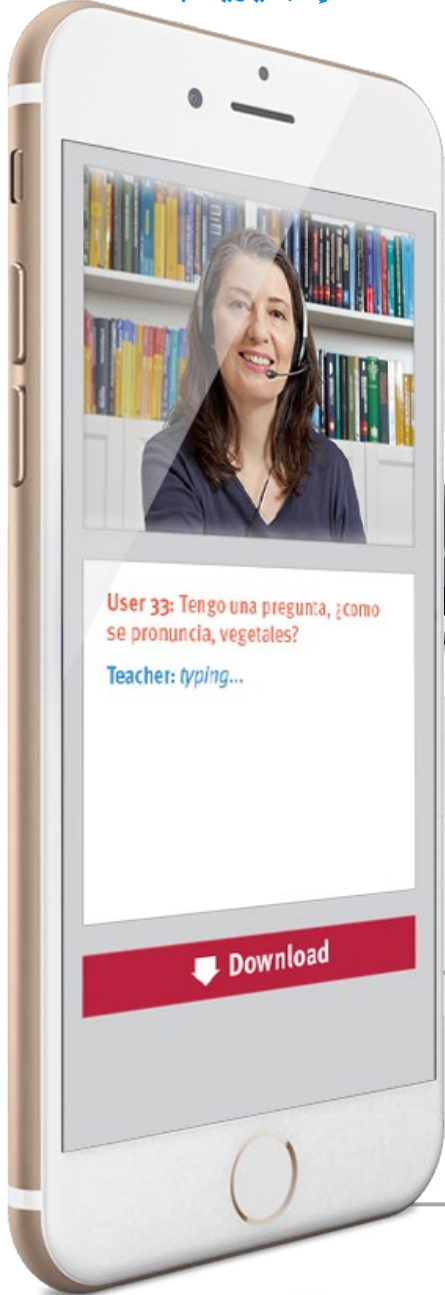 User 33: Tengo una pregunta, ¿como
se pronuncia, vegetales?
Teacher: typing...
Download